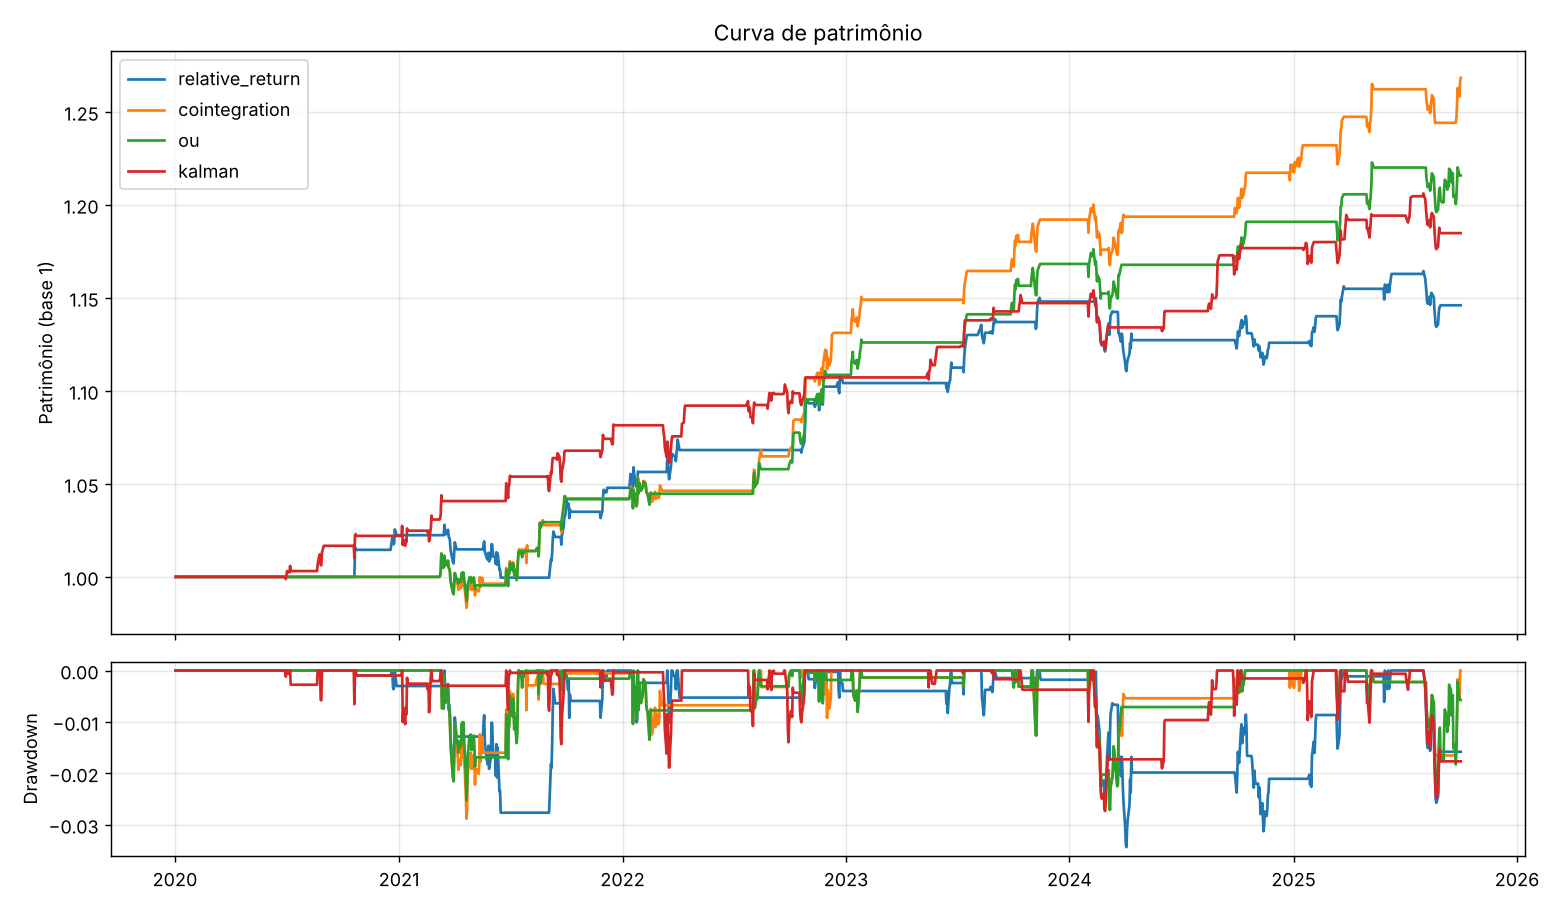 Curva de patrimônio
relative_return
cointegration
ou
kalman
Patrimônio (base 1)
1.25
1.20
1.15
1.10
1.05
1.00
Drawdown
0.00
−0.01
−0.02
−0.03
2020 2021 2022 2023 2024 2025 2026